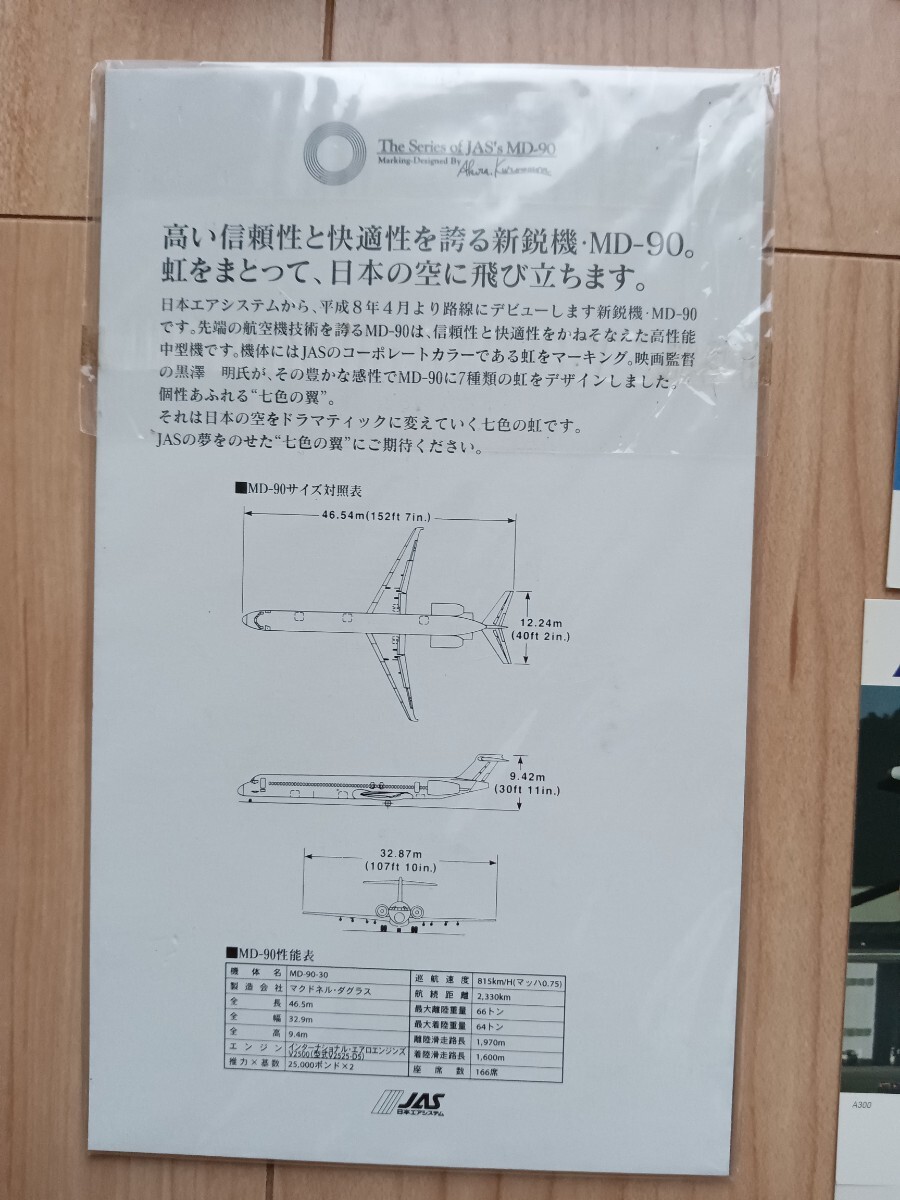 The Series of JAS's MD-90
Marking-Designed By
高い信頼性と快適性を誇る新鋭機・MD-90。
虹をまとって、日本の空に飛び立ちます。
日本エアシステムから、平成8年4月より路線にデビューします新鋭機・MD-90
です。先端の航空機技術を誇るMD-90は、信頼性と快適性をかねそなえた高性能
中型機です。機体にはJASのコーポレートカラーである虹をマーキング。映画監督
の黒澤 明氏が、その豊かな感性でMD-90に7種類の虹をデザインしました。
個性あふれる“七色の翼”。
それは日本の空をドラマティックに変えていく七色の虹です。
JASの夢をのせた“七色の翼”にご期待ください。
■MD-90サイズ対照表
46.54m(152ft 7in.)
12.24m
(40ft 2in.)
9.42m
(30ft 11in.)
32.87m
(107ft 10in.)
■MD-90性能表
機体名 MD-90-30
製造会社 マクドネル・ダグラス
全長 46.5m
全幅 32.9m
全高 9.4m
エンジン インターナショナル・エアロエンジンズ
V2500(型式V2525-D5)
推力×基数 25,000ポンド×2
巡航速度 815km/H(マッハ0.75)
航続距離 2,330km
最大離陸重量 66トン
最大着陸重量 64トン
離陸滑走路長 1,970m
着陸滑走路長 1,600m
座席数 166席
JAS
日本エアシステム
A300